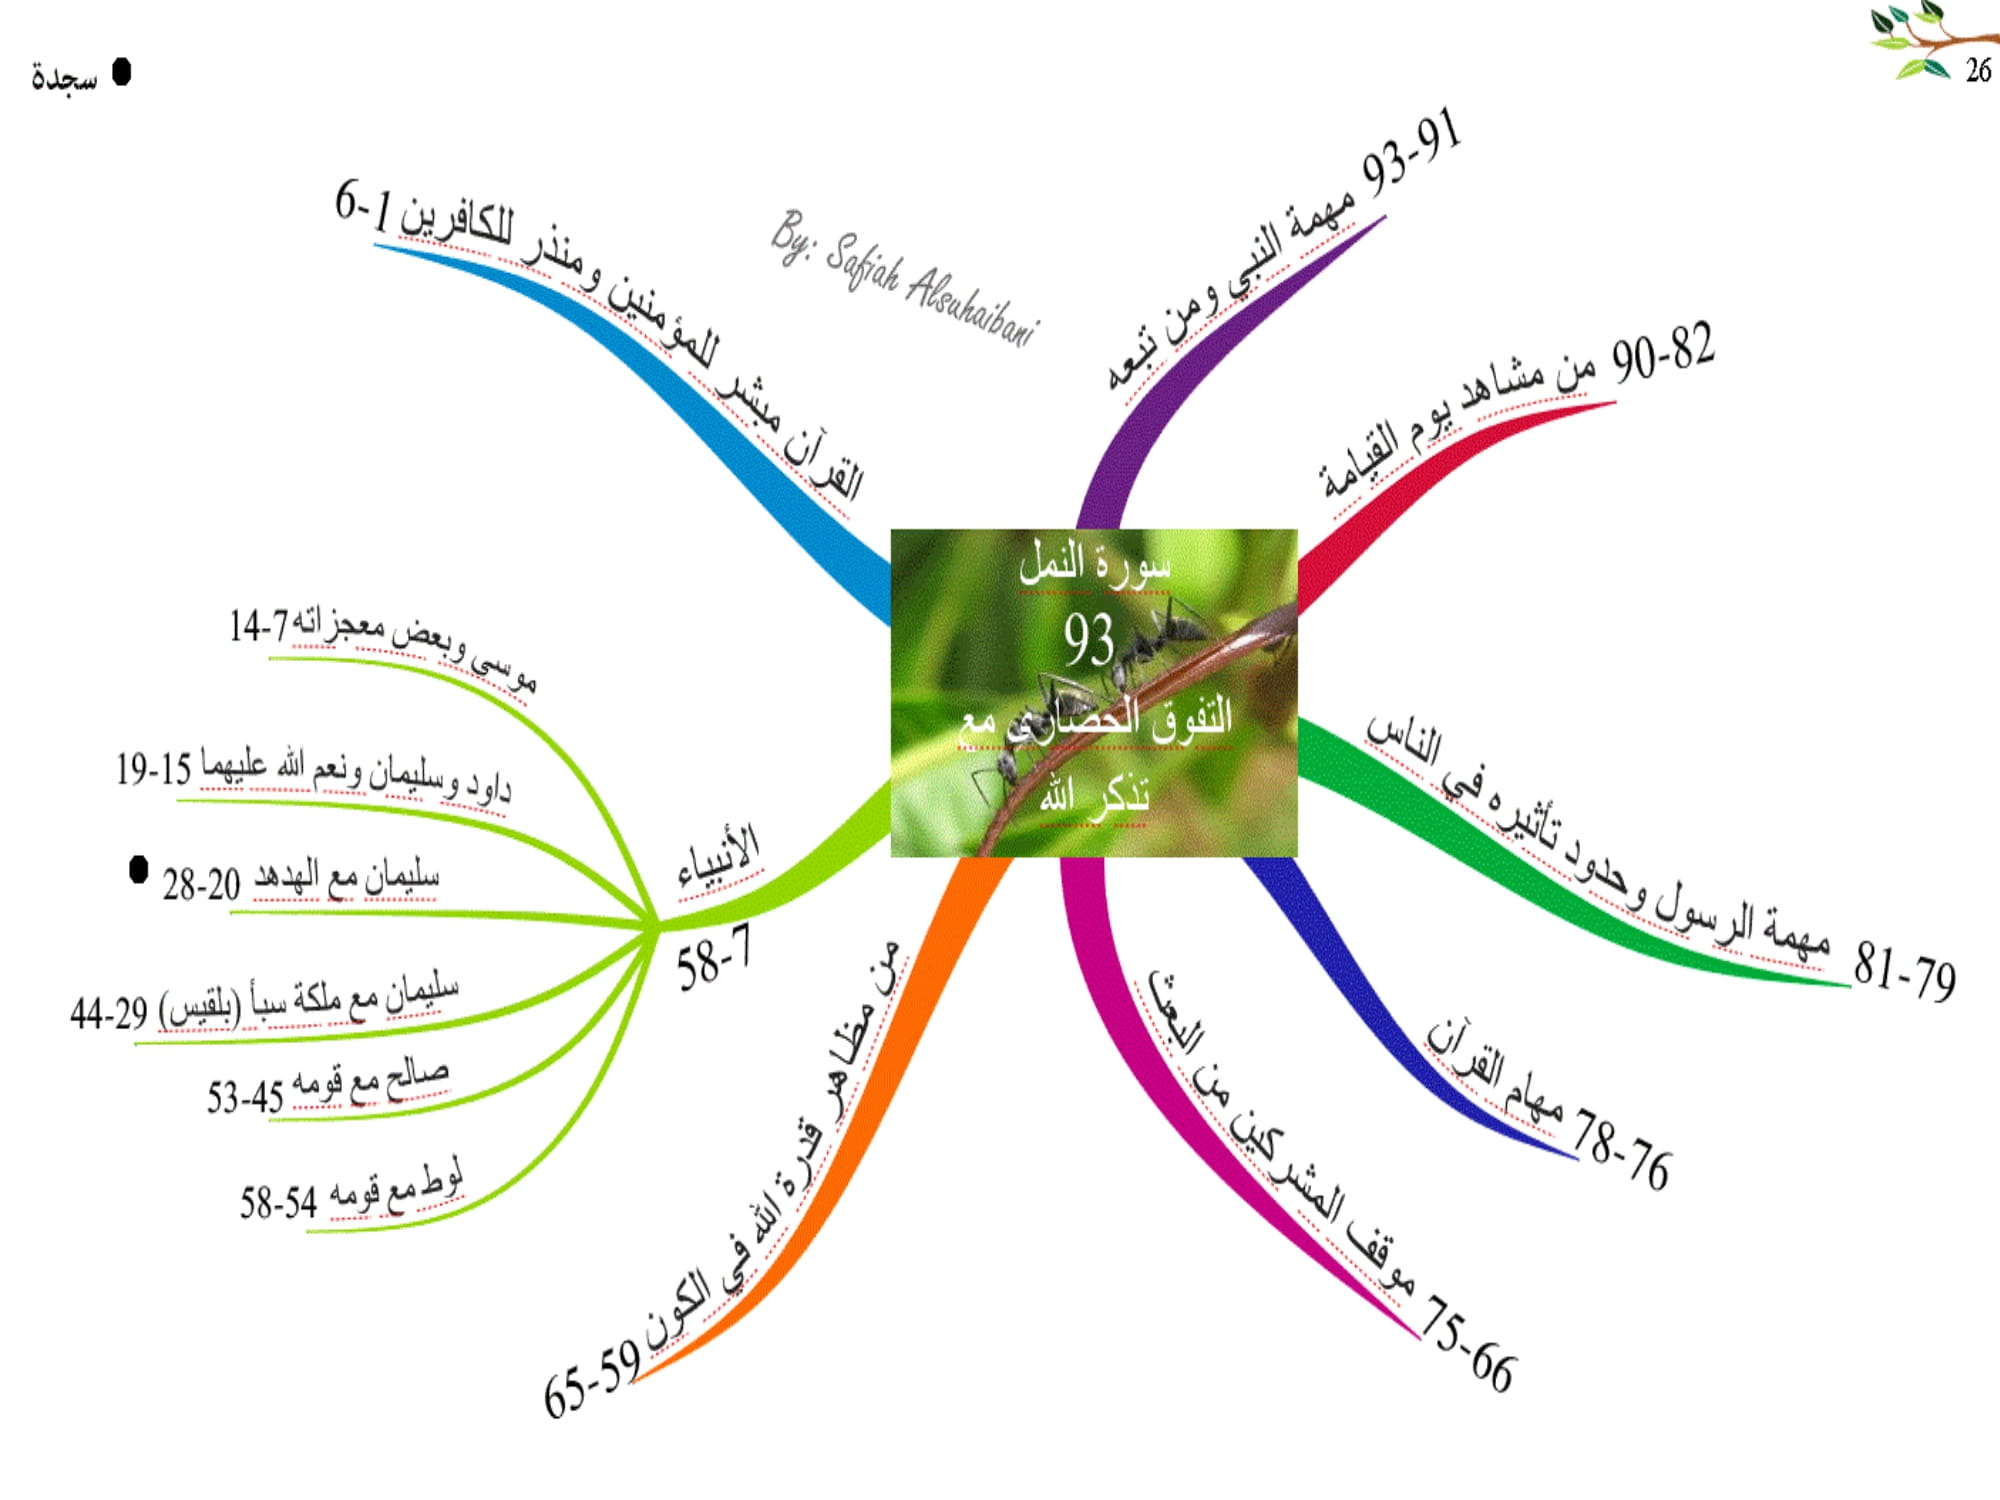 26
● سجدة
سورة النمل
93
التفوق الحضاري مع
تذكر الله
By: Safiah Alsuhaibani
القرآن مبشر للمؤمنين ومنذر للكافرين 1-6
الأنبياء
7-58
موسى وبعض معجزاته 7-14
داود وسليمان ونعم الله عليهما 15-19
سليمان مع الهدهد 20-28 ●
سليمان مع ملكة سبأ (بلقيس) 29-44
صالح مع قومه 45-53
لوط مع قومه 54-58
من مظاهر قدرة الله في الكون 59-65
موقف المشركين من البعث 66-75
مهام القرآن 76-78
مهمة الرسول وحدود تأثيره في الناس 79-81
من مشاهد يوم القيامة 82-90
مهمة النبي ومن تبعه 91-93